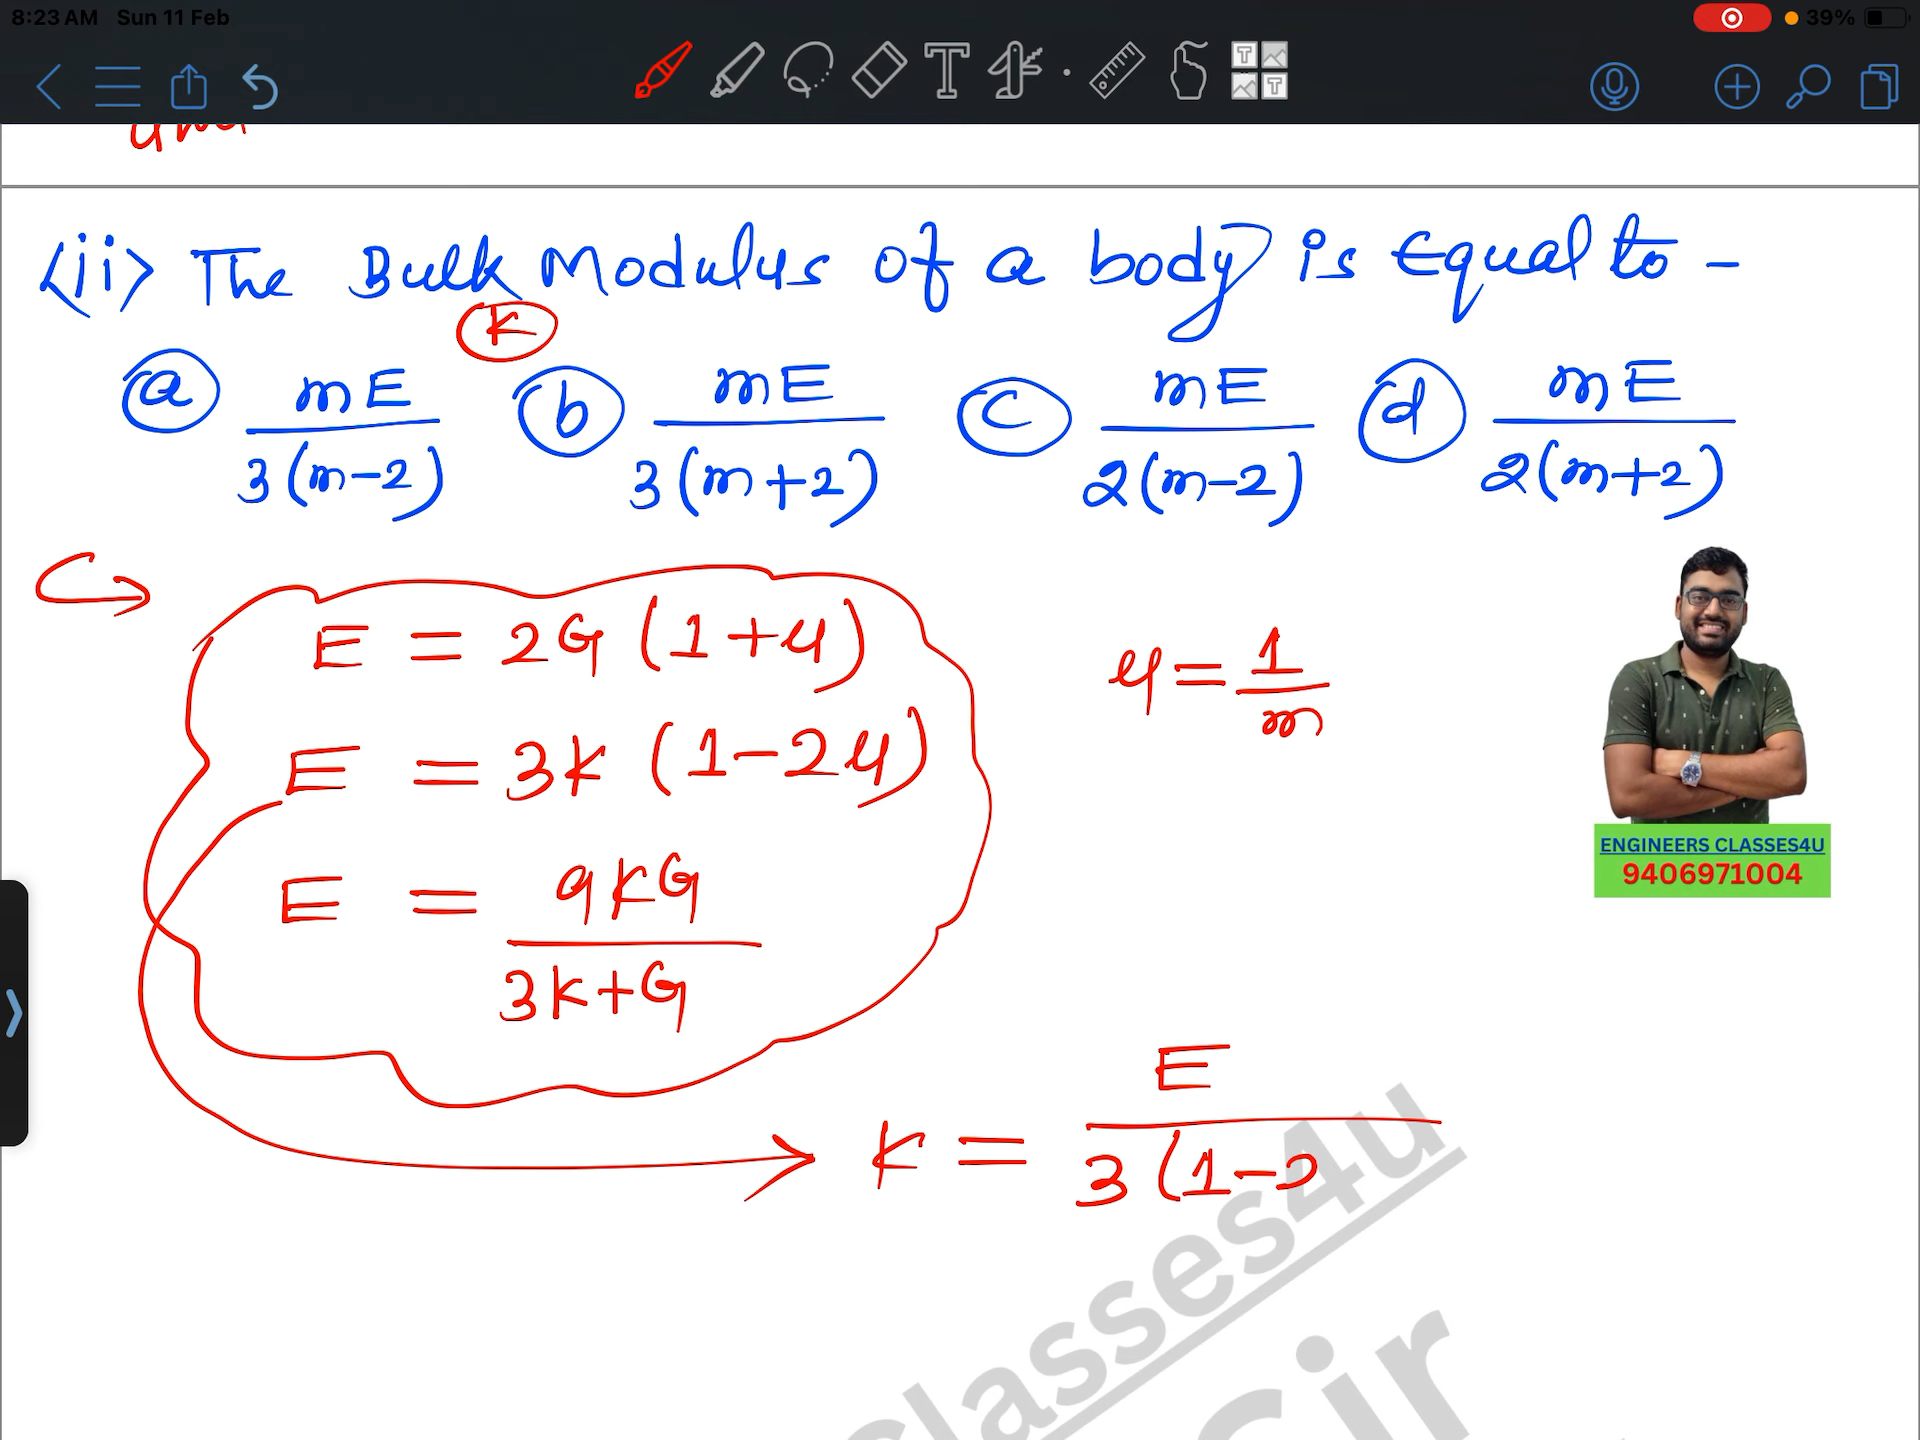 8:23 AM Sun 11 Feb 39%
(ii) The Bulk Modulus of a body is Equal to -
K
(a) mE/3(m-2) (b) mE/3(m+2) (c) mE/2(m-2) (d) mE/2(m+2)
E = 2G (1+μ)
μ = 1/m
E = 3K (1-2μ)
E = 9KG/3K+G
ENGINEERS CLASSES4U
9406971004
K = E/3(1-2
Classes4u
Sir